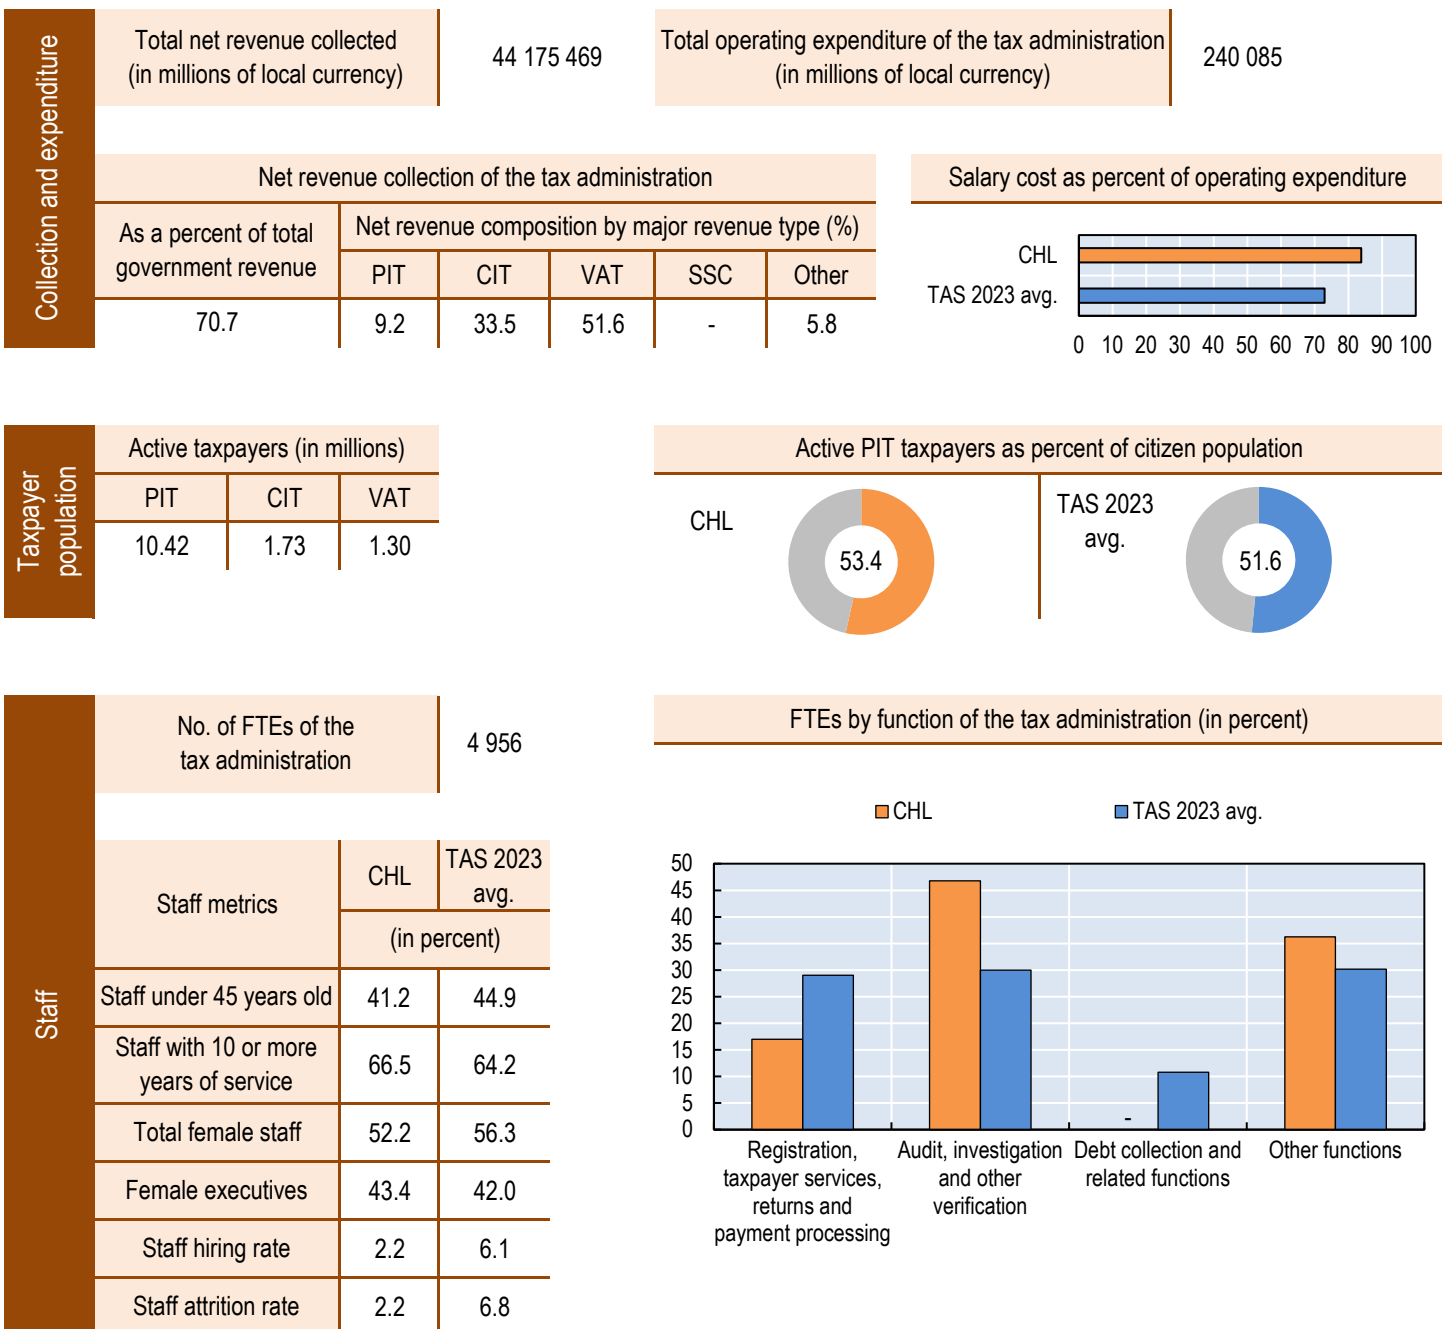 Collection and expenditure
Total net revenue collected
(in millions of local currency)
44 175 469
Total operating expenditure of the tax administration
(in millions of local currency)
240 085
Net revenue collection of the tax administration
As a percent of total
government revenue
Net revenue composition by major revenue type (%)
PIT CIT VAT SSC Other
70.7 9.2 33.5 51.6 - 5.8
Salary cost as percent of operating expenditure
CHL
TAS 2023 avg.
0 10 20 30 40 50 60 70 80 90 100
Taxpayer
population
Active taxpayers (in millions)
PIT CIT VAT
10.42 1.73 1.30
Active PIT taxpayers as percent of citizen population
CHL
53.4
TAS 2023
avg.
51.6
Staff
No. of FTEs of the
tax administration
4 956
Staff metrics
CHL
TAS 2023
avg.
(in percent)
Staff under 45 years old 41.2 44.9
Staff with 10 or more
years of service
66.5 64.2
Total female staff 52.2 56.3
Female executives 43.4 42.0
Staff hiring rate 2.2 6.1
Staff attrition rate 2.2 6.8
FTEs by function of the tax administration (in percent)
CHL
TAS 2023 avg.
50
45
40
35
30
25
20
15
10
5
0
-
Registration,
taxpayer services,
returns and
payment processing
Audit, investigation
and other
verification
Debt collection and
related functions
Other functions